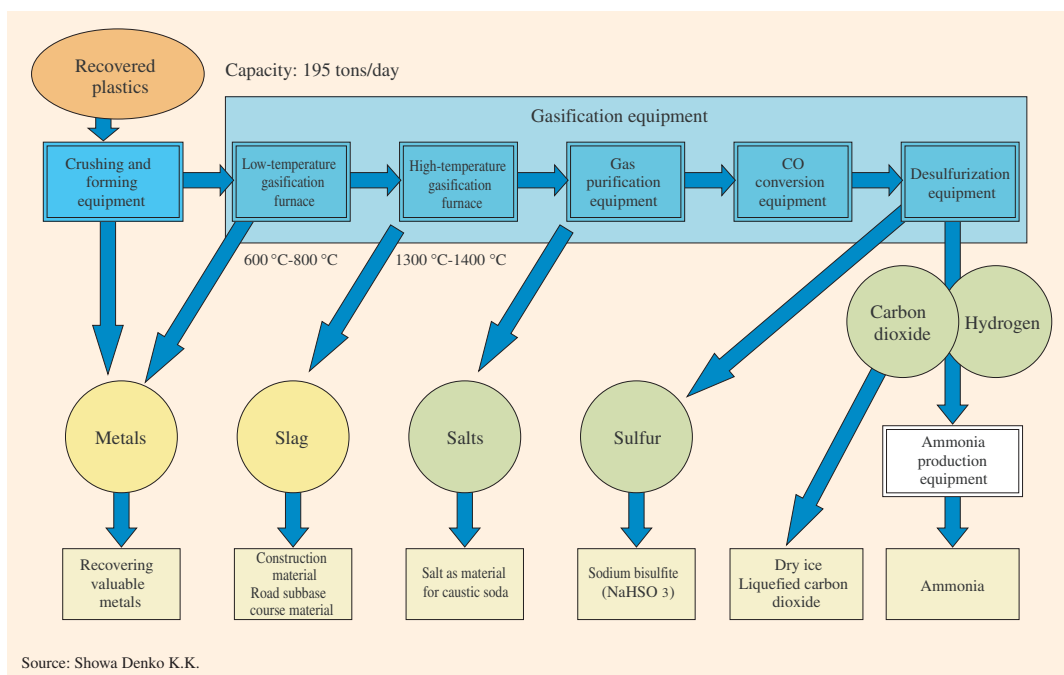 Recovered
plastics
Capacity: 195 tons/day
Gasification equipment
Crushing and
forming
equipment
Low-temperature
gasification
furnace
High-temperature
gasification
furnace
Gas
purification
equipment
CO
conversion
equipment
Desulfurization
equipment
600 °C-800 °C
1300 °C-1400 °C
Carbon
dioxide
Hydrogen
Metals
Slag
Salts
Sulfur
Ammonia
production
equipment
Recovering
valuable
metals
Construction
material
Road subbase
course material
Salt as material
for caustic soda
Sodium bisulfite
(NaHSO 3)
Dry ice
Liquefied carbon
dioxide
Ammonia
Source: Showa Denko K.K.